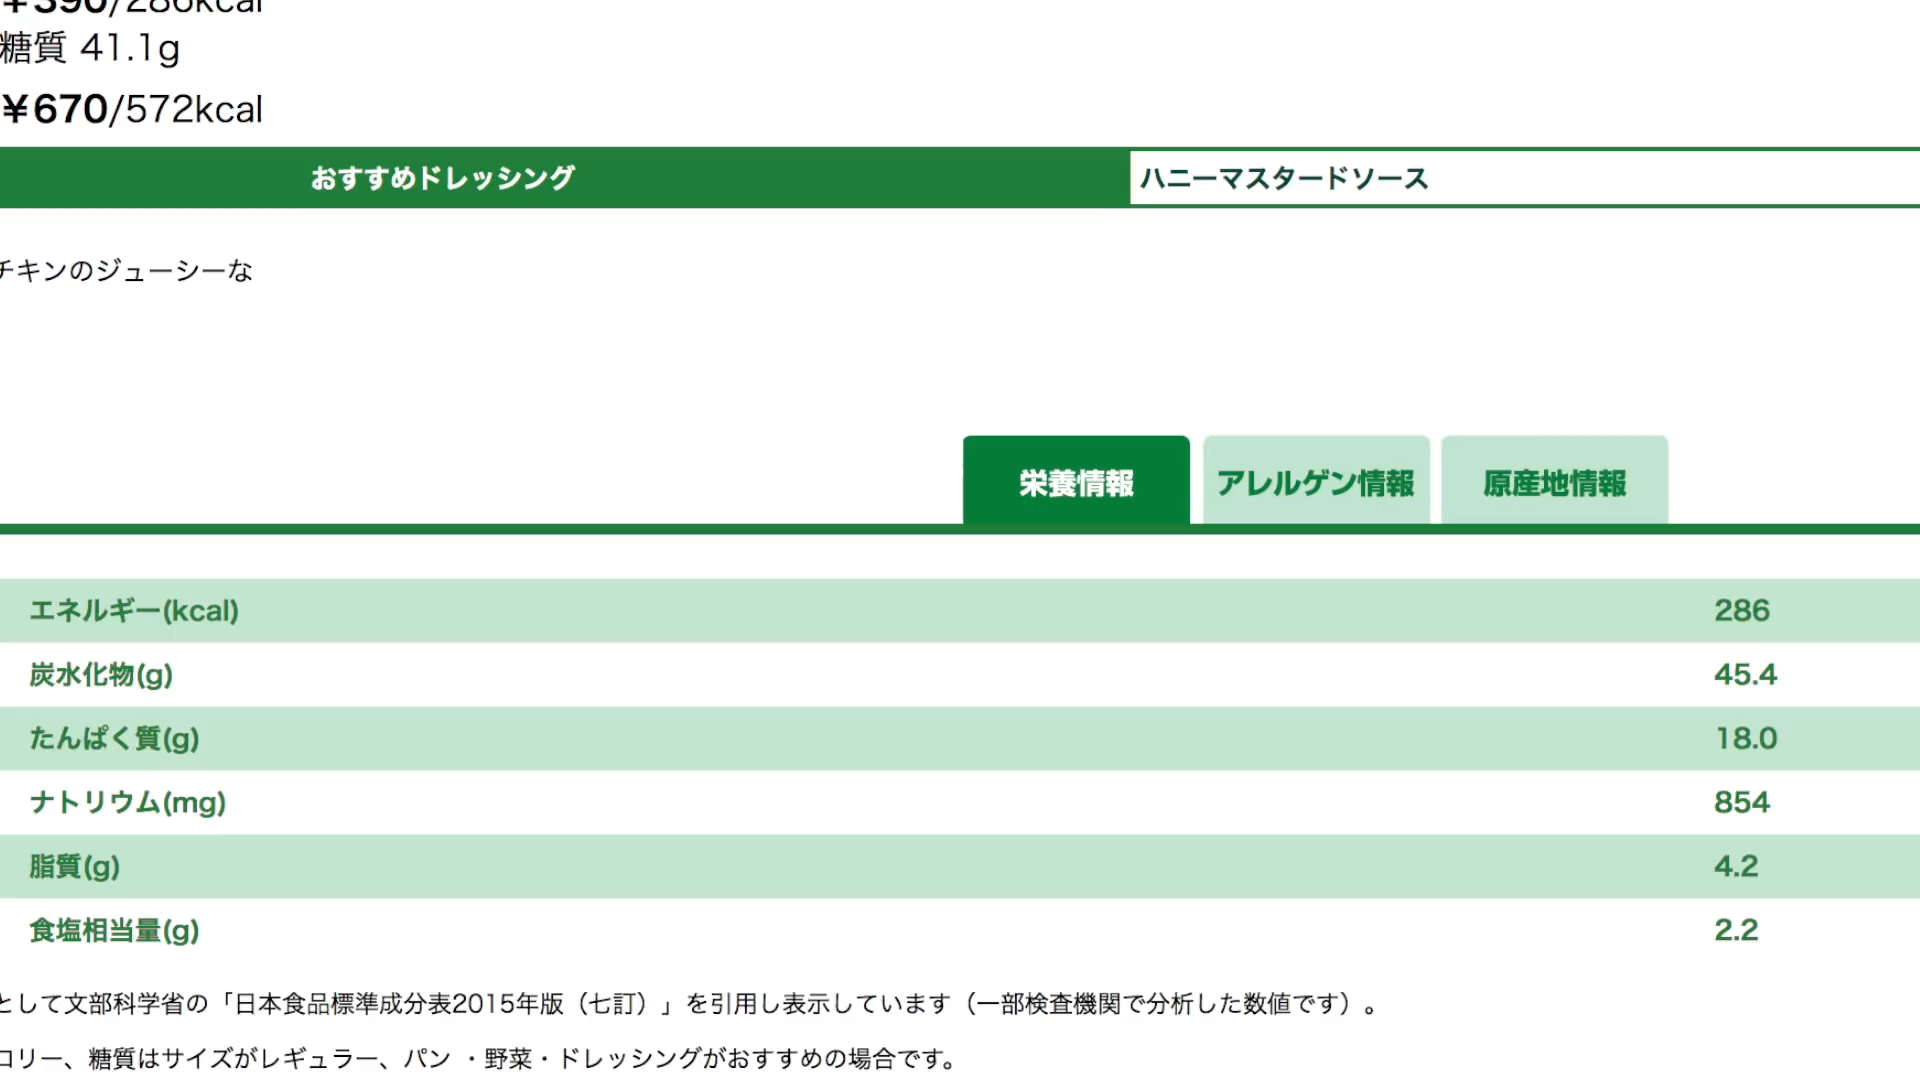 ¥390/286kcal
糖質 41.1g
¥670/572kcal
おすすめドレッシング
ハニーマスタードソース
チキンのジューシーな
栄養情報
アレルゲン情報
原産地情報
エネルギー(kcal)
286
炭水化物(g)
45.4
たんぱく質(g)
18.0
ナトリウム(mg)
854
脂質(g)
4.2
食塩相当量(g)
2.2
として文部科学省の「日本食品標準成分表2015年版（七訂）」を引用し表示しています（一部検査機関で分析した数値です）。
ロリー、糖質はサイズがレギュラー、パン ・野菜・ドレッシングがおすすめの場合です。